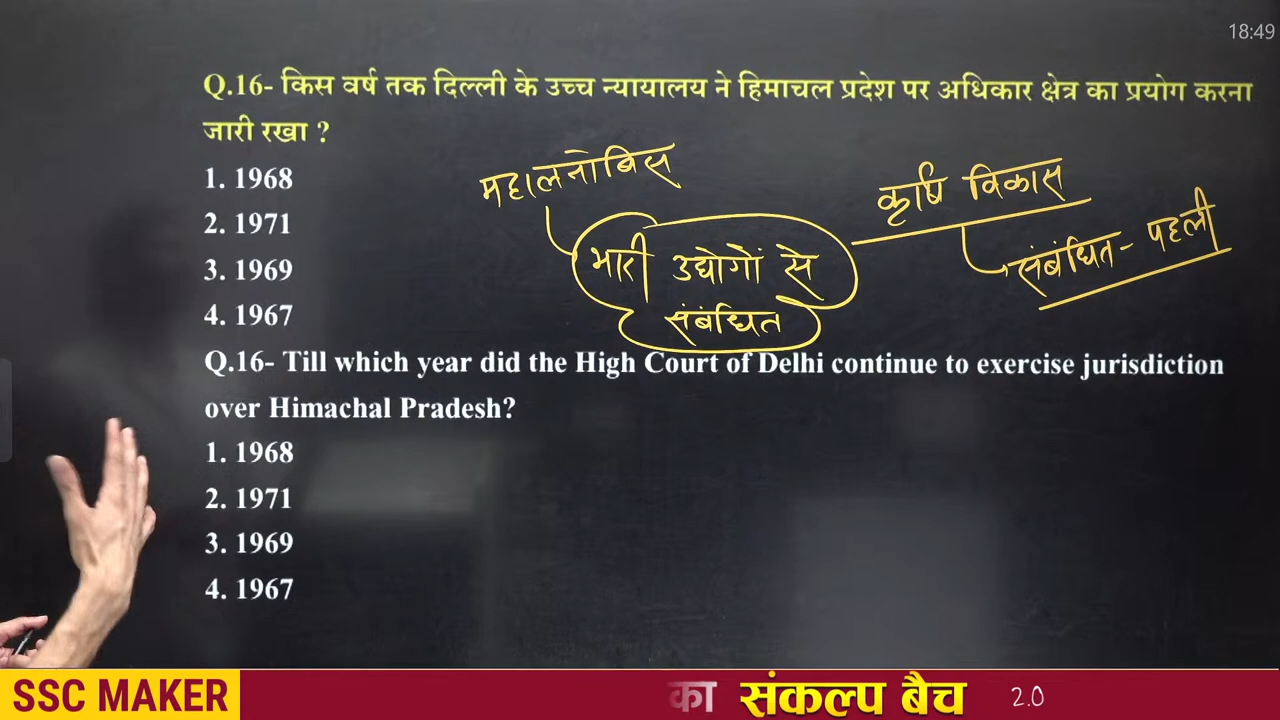 18:49
Q.16- किस वर्ष तक दिल्ली के उच्च न्यायालय ने हिमाचल प्रदेश पर अधिकार क्षेत्र का प्रयोग करना
जारी रखा ?
1. 1968
2. 1971
3. 1969
4. 1967
महालनोबिस
भारी उद्योगों से
संबंधित
कृषि विकास
संबंधित- पहली
Q.16- Till which year did the High Court of Delhi continue to exercise jurisdiction
over Himachal Pradesh?
1. 1968
2. 1971
3. 1969
4. 1967
SSC MAKER
का संकल्प बैच 2.0